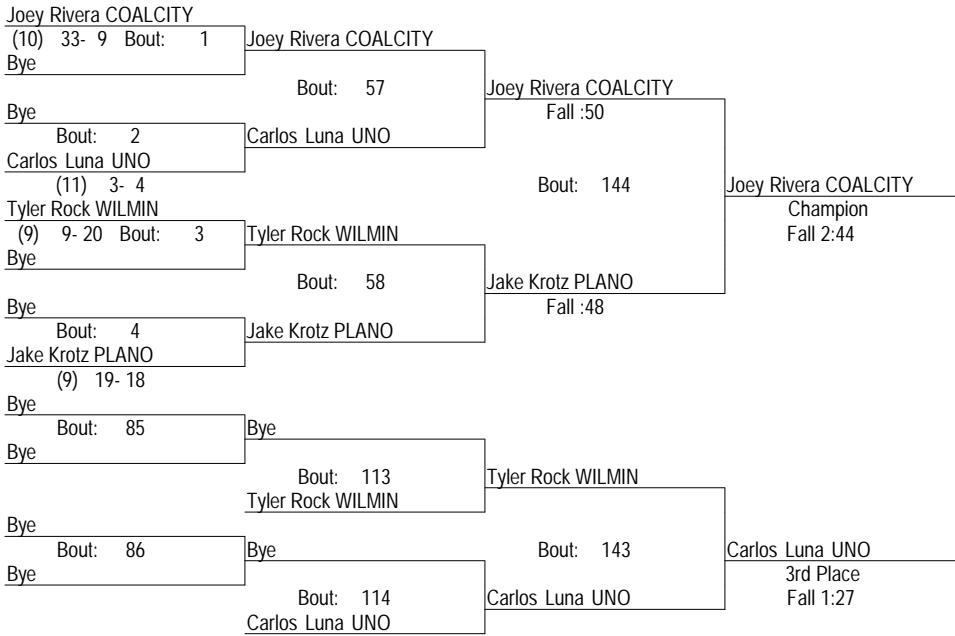 Joey Rivera COALCITY
(10) 33- 9 Bout: 1 Joey Rivera COALCITY
Bye
Bout: 57 Joey Rivera COALCITY
Bye Fall :50
Bout: 2 Carlos Luna UNO
Carlos Luna UNO
(11) 3- 4 Bout: 144 Joey Rivera COALCITY
Tyler Rock WILMIN Champion
(9) 9- 20 Bout: 3 Tyler Rock WILMIN Fall 2:44
Bye
Bout: 58 Jake Krotz PLANO
Bye Fall :48
Bout: 4 Jake Krotz PLANO
Jake Krotz PLANO
(9) 19- 18
Bye
Bout: 85 Bye
Bye
Bout: 113 Tyler Rock WILMIN
Tyler Rock WILMIN
Bye
Bout: 86 Bye Bout: 143 Carlos Luna UNO
Bye 3rd Place
Bout: 114 Carlos Luna UNO Fall 1:27
Carlos Luna UNO